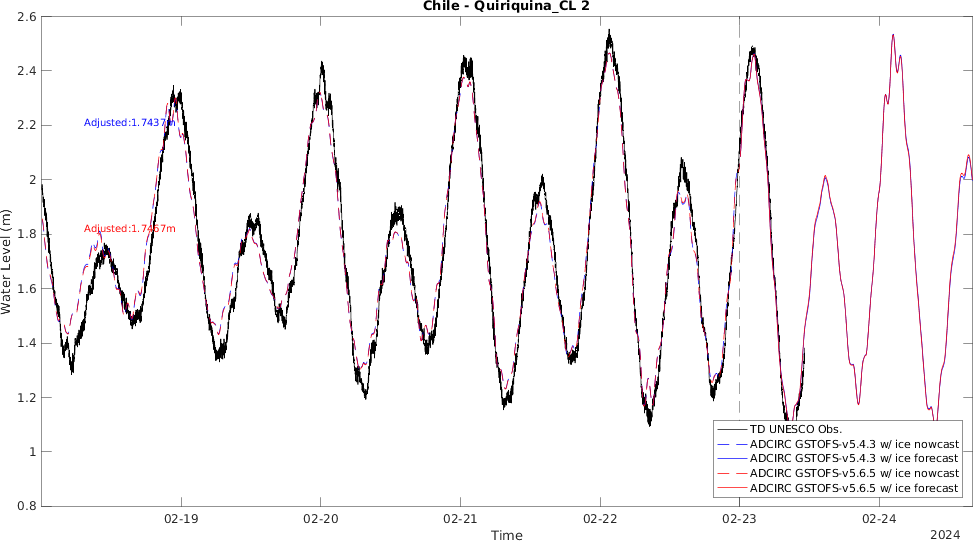 Chile - Quiriquina_CL 2
2.6
2.4
2.2
2
1.8
1.6
1.4
1.2
1
0.8
Water Level (m)
Adjusted:1.7437m
Adjusted:1.7467m
TD UNESCO Obs.
ADCIRC GSTOFS-v5.4.3 w/ ice nowcast
ADCIRC GSTOFS-v5.4.3 w/ ice forecast
ADCIRC GSTOFS-v5.6.5 w/ ice nowcast
ADCIRC GSTOFS-v5.6.5 w/ ice forecast
02-19
02-20
02-21
02-22
02-23
02-24
Time
2024